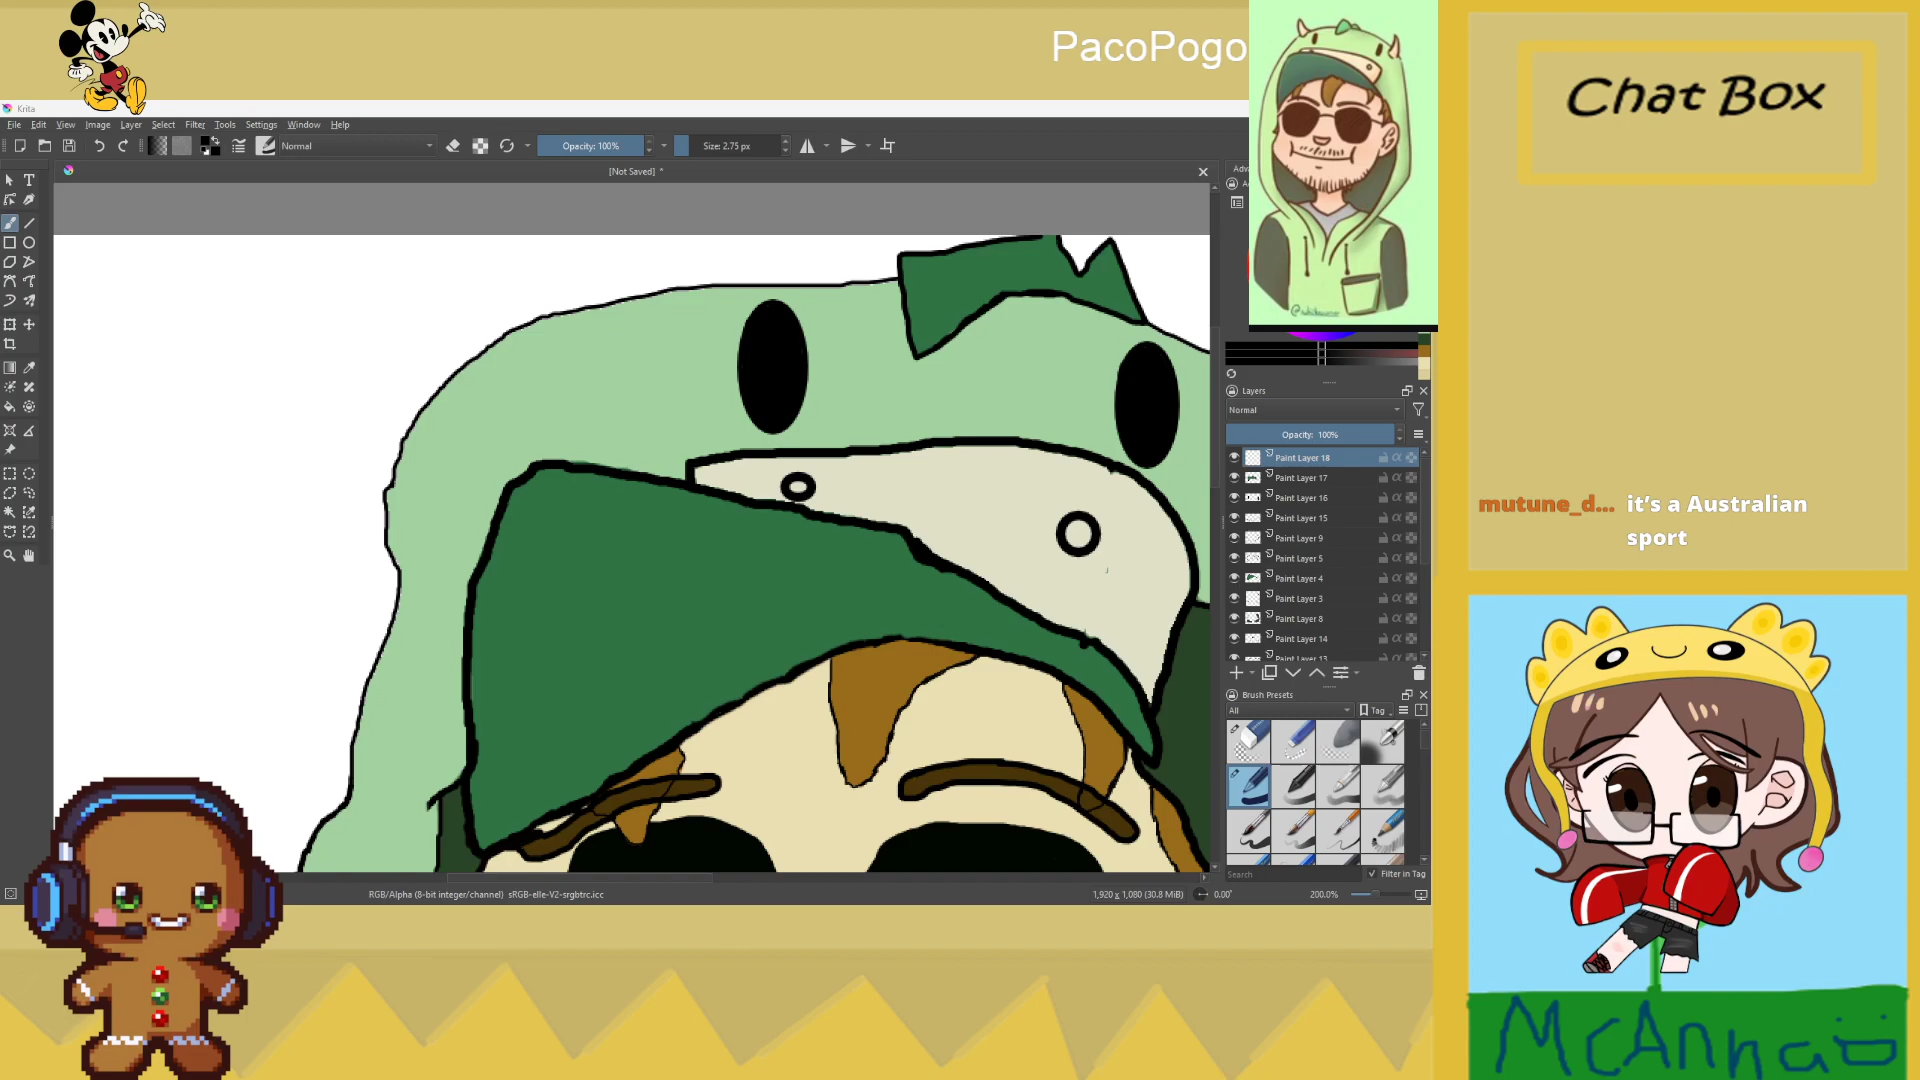 PacoPogo
Chat Box
Krita
File Edit View Image Layer Select Filter Tools Settings Window Help
Normal
Opacity: 100%
Size: 2.75 px
[Not Saved] *
Layers
Normal
Opacity: 100%
Paint Layer 18
Paint Layer 17
Paint Layer 16
Paint Layer 15
Paint Layer 9
Paint Layer 5
Paint Layer 4
Paint Layer 3
Paint Layer 8
Paint Layer 14
Paint Layer 13
Brush Presets
All
Tag
Search
Filter in Tag
RGB/Alpha (8-bit integer/channel) sRGB-elle-V2-srgbtrc.icc
1,920 x 1,080 (30.8 MiB)
0.00°
200.0%
mutune_d... it's a Australian
sport
McAnna